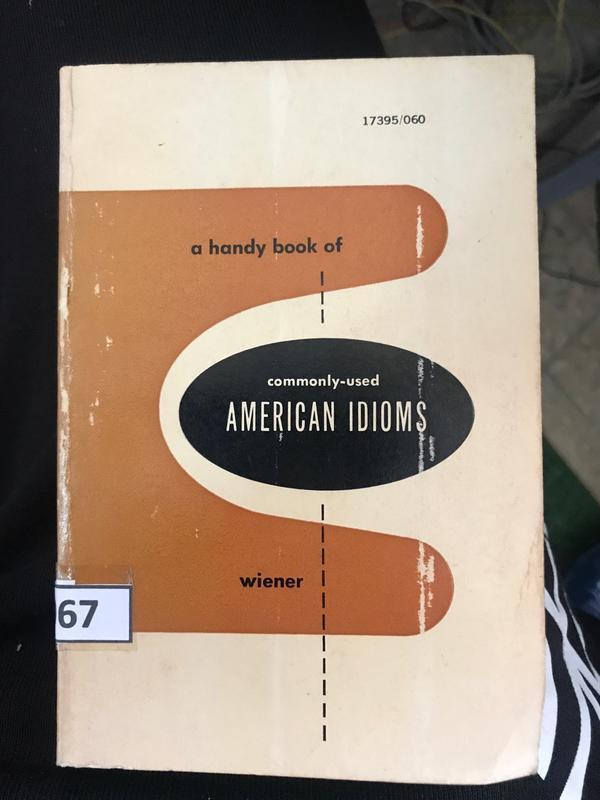 17395/060
a handy book of
commonly-used
AMERICAN IDIOMS
wiener
67